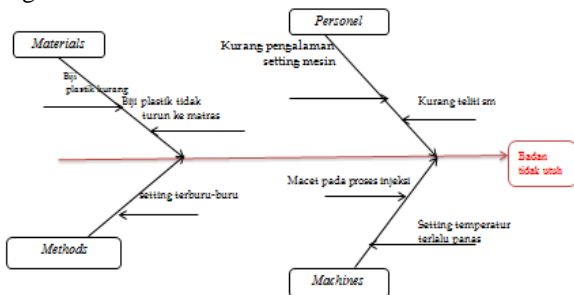 Personel
Materials
Kurang pengalaman
setting mesin
Biji
plastik kurang
Biji plastik tidak
turun ke matras
Kurang teliti sm
Badan
tidak utuh
Macet pada proses injeksi
setting terburu-buru
Setting temperatur
terlalu panas
Methods
Machines